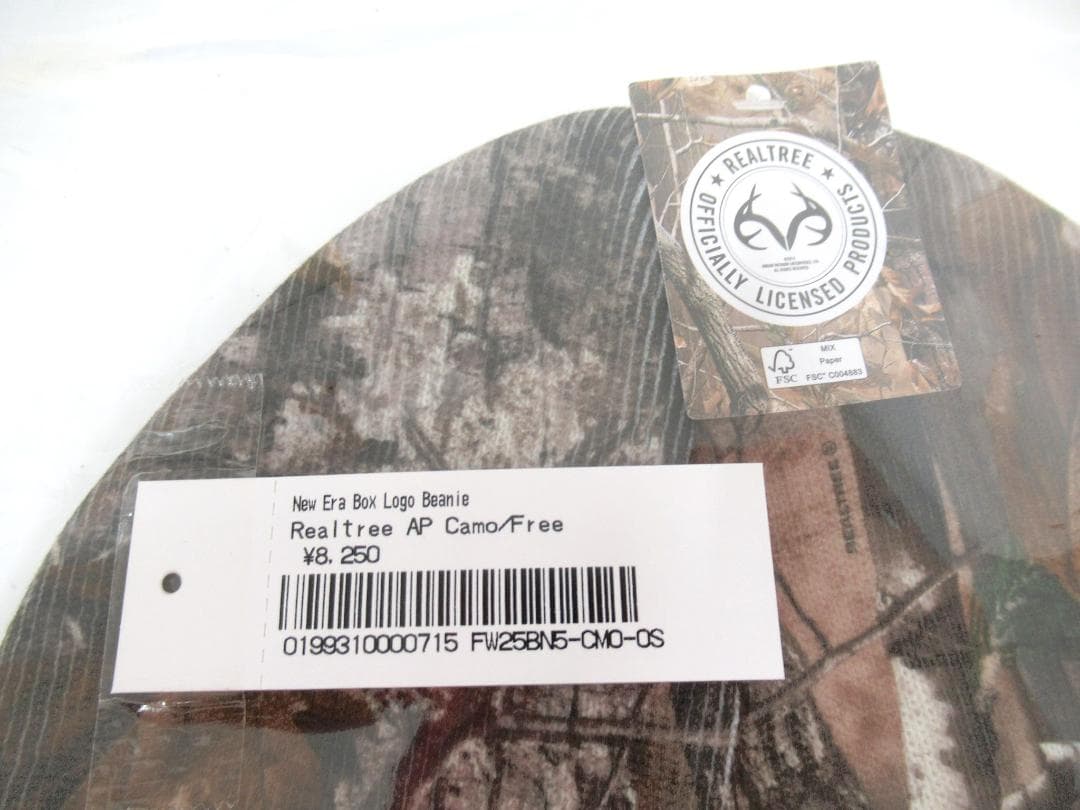 ★ REALTREE ★
OFFICIALLY LICENSED PRODUCTS
FSC
MIX
Paper
FSC® C004883
REALTREE®
New Era Box Logo Beanie
Realtree AP Camo/Free
¥8,250
0199310000715 FW25BN5-CMO-OS